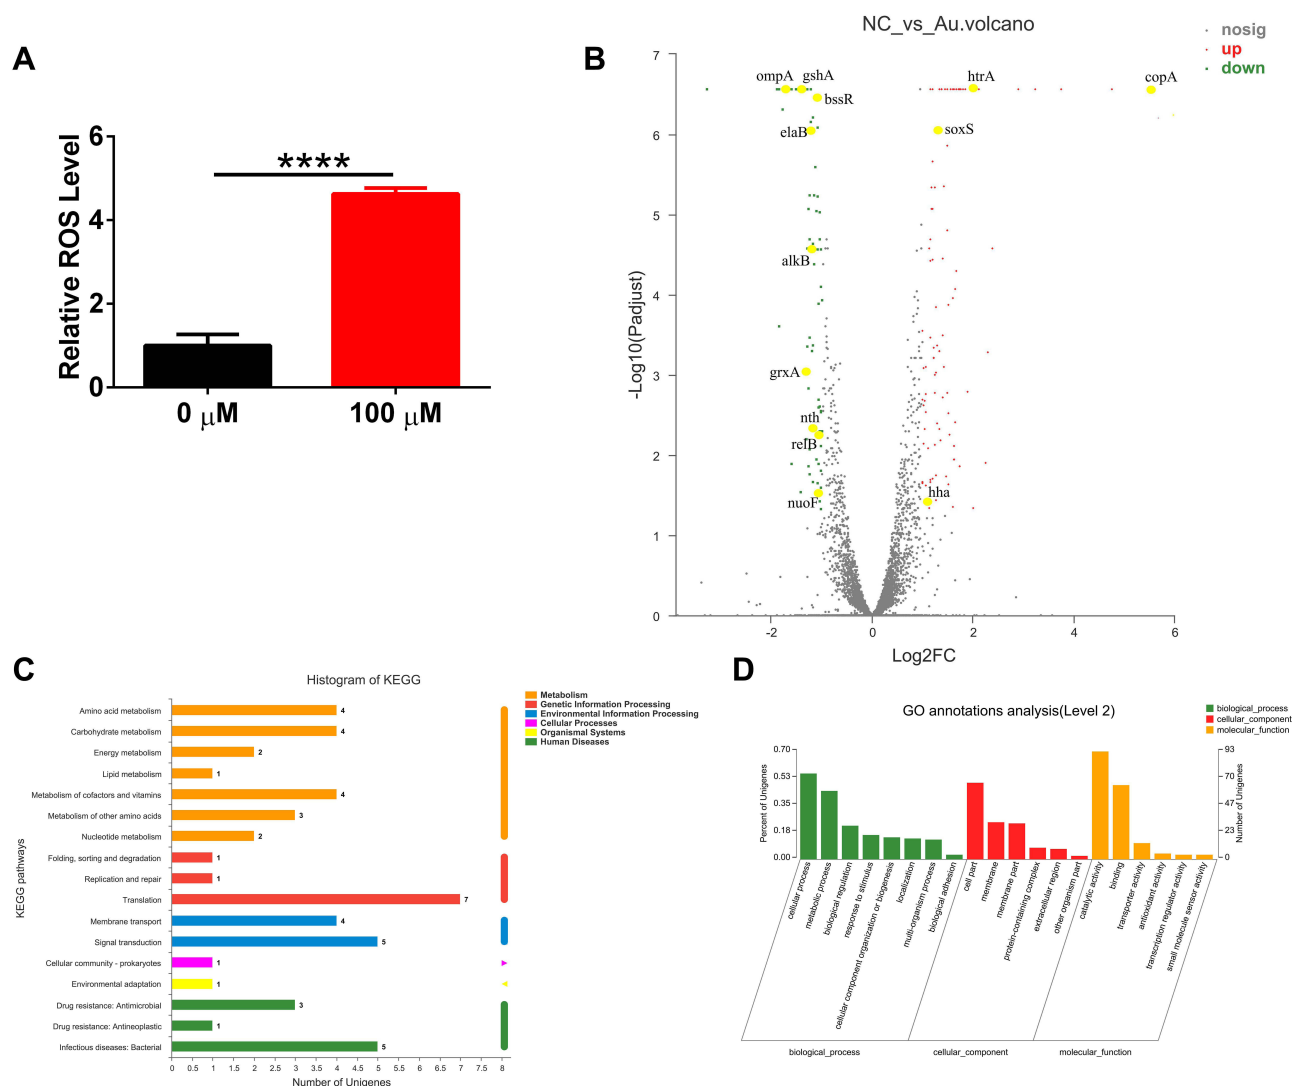 A
Relative ROS Level
6
4
2
0
****
0 μM
100 μM
B
NC_vs_Au.volcano
nosig
up
down
-Log10(Padjust)
7
6
5
4
3
2
1
0
ompA
gshA
bssR
htrA
copA
elaB
soxS
alkB
grxA
nth
relB
nuoF
hha
-2
0
2
4
6
Log2FC
C
Histogram of KEGG
KEGG pathways
Amino acid metabolism 4
Carbohydrate metabolism 4
Energy metabolism 2
Lipid metabolism 1
Metabolism of cofactors and vitamins 4
Metabolism of other amino acids 3
Nucleotide metabolism 2
Folding, sorting and degradation 1
Replication and repair 1
Translation 7
Membrane transport 4
Signal transduction 5
Cellular community - prokaryotes 1
Environmental adaptation 1
Drug resistance: Antimicrobial 3
Drug resistance: Antineoplastic 1
Infectious diseases: Bacterial 5
0 0.5 1 1.5 2 2.5 3 3.5 4 4.5 5 5.5 6 6.5 7 7.5 8
Number of Unigenes
Metabolism
Genetic Information Processing
Environmental Information Processing
Cellular Processes
Organismal Systems
Human Diseases
D
GO annotations analysis(Level 2)
biological_process
cellular_component
molecular_function
Percent of Unigenes
0.70
0.53
0.35
0.18
0.00
93
70
47
23
0
Number of Unigenes
cellular process
metabolic process
biological regulation
response to stimulus
cellular component organization or biogenesis
localization
multi-organism process
biological adhesion
cell part
membrane
membrane part
protein-containing complex
extracellular region
other organism part
catalytic activity
binding
transporter activity
antioxidant activity
transcription regulator activity
small molecule sensor activity
biological_process
cellular_component
molecular_function